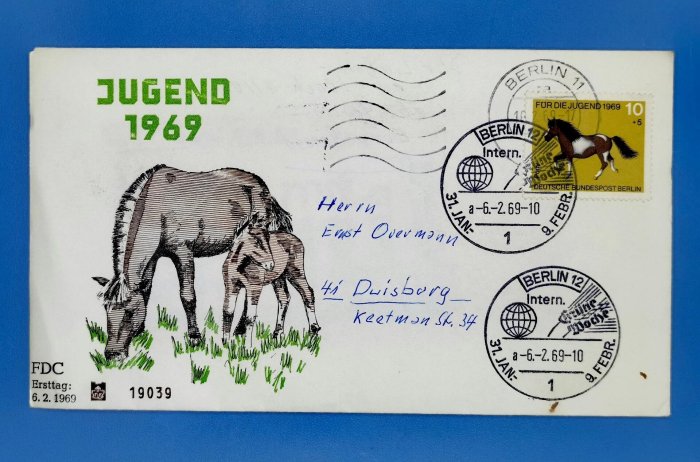 JUGEND
1969
BERLIN 11
FÜR DIE JUGEND 1969 10
+5
DEUTSCHE BUNDESPOST BERLIN
BERLIN 12
Intern.
Grüne
Woche
a-6.-2.69-10
31. JAN.-
9. FEBR.
1
Herrn
Ernst Overmann
41 Duisburg
Keetman Str. 34
BERLIN 12
Intern.
Grüne
Woche
a-6.-2.69-10
31. JAN.-
9. FEBR.
1
FDC
Ersttag:
6. 2. 1969
19039